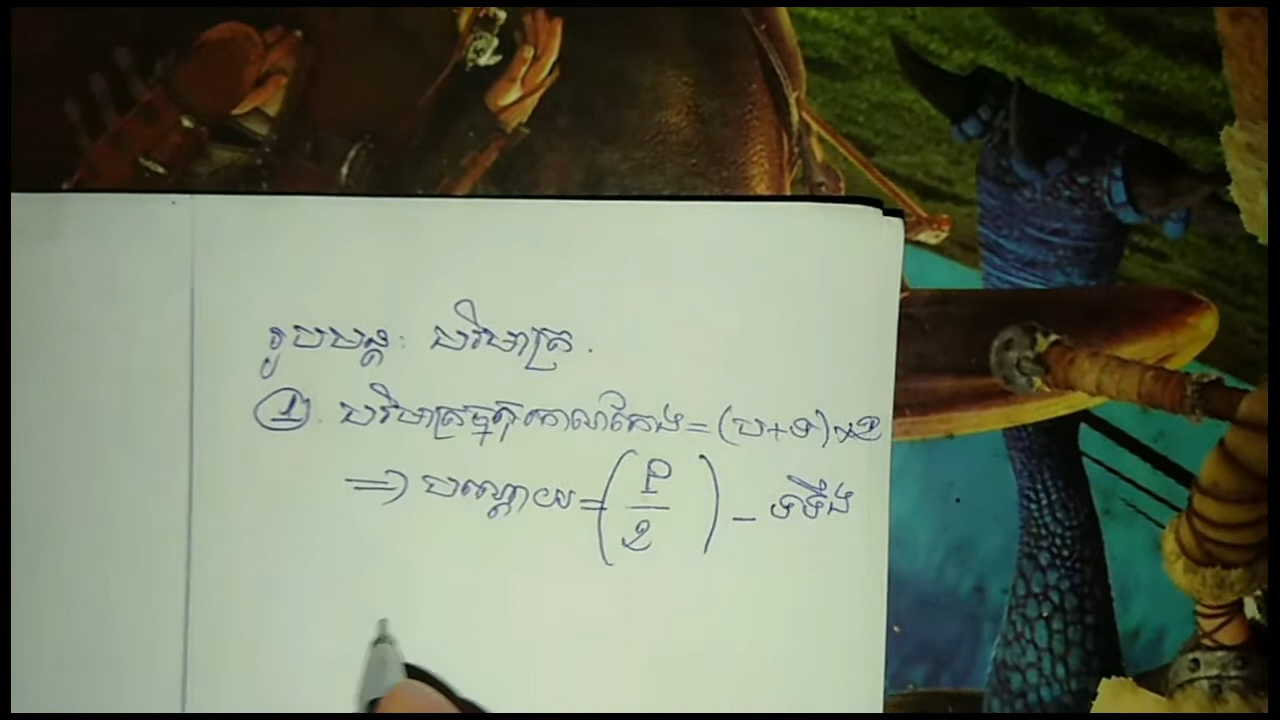 រូបមន្ត: បរិមាត្រ.
① បរិមាត្រចតុកោណកែង = (ប+ទ)x2
=> បណ្តោយ = (P/2) - ទទឹង